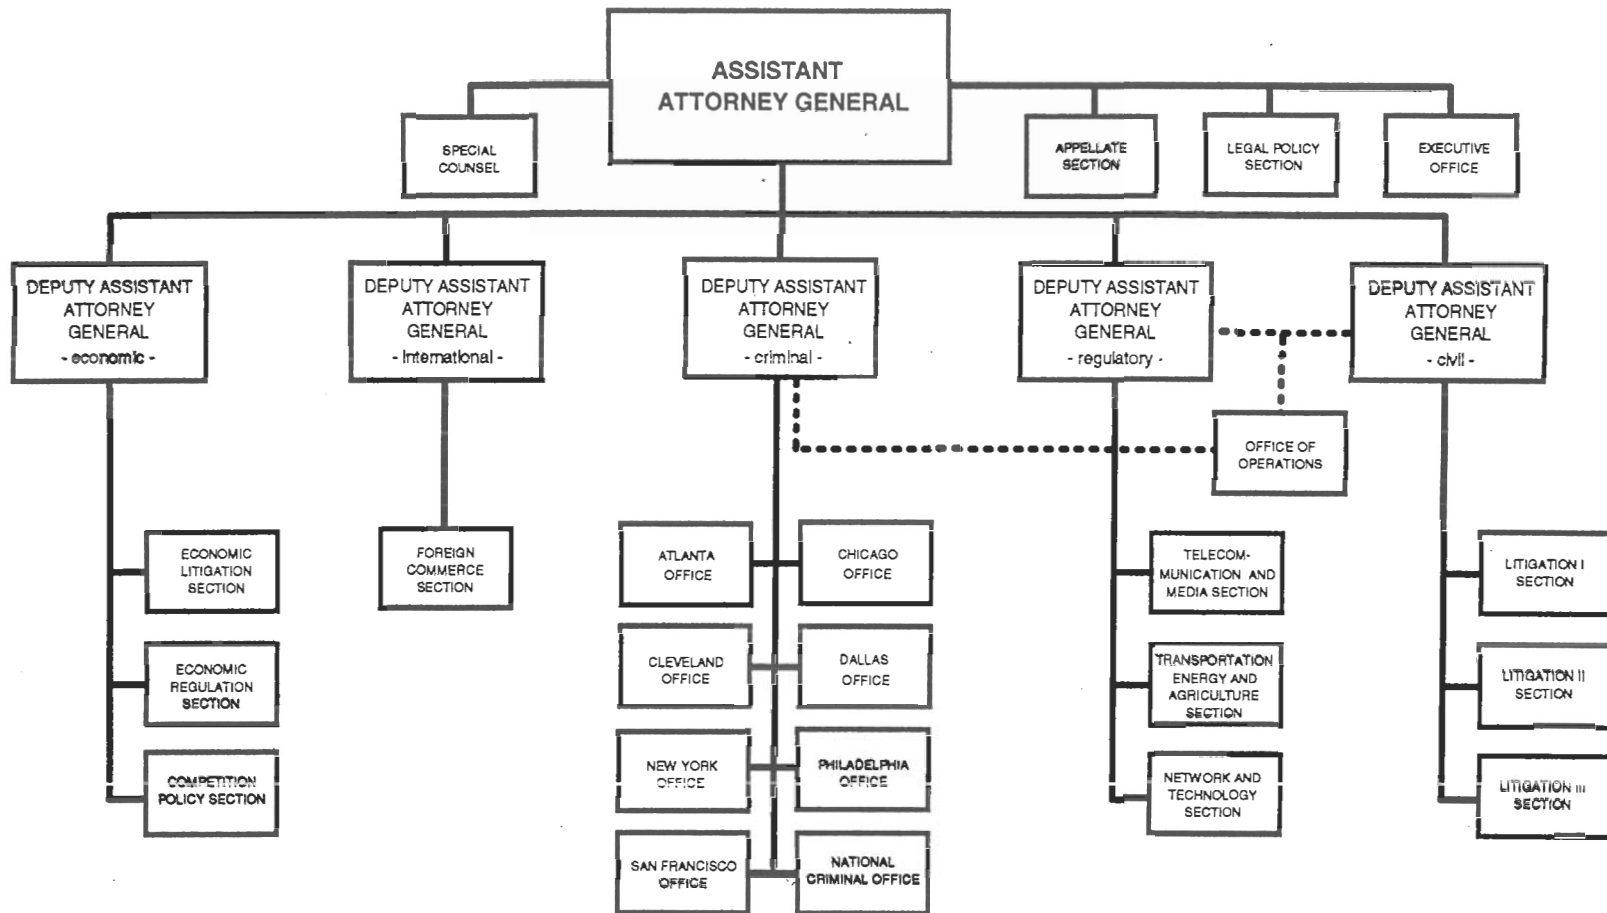 ASSISTANT
ATTORNEY GENERAL
SPECIAL
COUNSEL
APPELLATE
SECTION
LEGAL POLICY
SECTION
EXECUTIVE
OFFICE
DEPUTY ASSISTANT
ATTORNEY
GENERAL
- economic -
DEPUTY ASSISTANT
ATTORNEY
GENERAL
- international -
DEPUTY ASSISTANT
ATTORNEY
GENERAL
- criminal -
DEPUTY ASSISTANT
ATTORNEY
GENERAL
- regulatory -
DEPUTY ASSISTANT
ATTORNEY
GENERAL
- civil -
OFFICE OF
OPERATIONS
ECONOMIC
LITIGATION
SECTION
ECONOMIC
REGULATION
SECTION
COMPETITION
POLICY SECTION
FOREIGN
COMMERCE
SECTION
ATLANTA
OFFICE
CHICAGO
OFFICE
CLEVELAND
OFFICE
DALLAS
OFFICE
NEW YORK
OFFICE
PHILADELPHIA
OFFICE
SAN FRANCISCO
OFFICE
NATIONAL
CRIMINAL OFFICE
TELECOM-
MUNICATION AND
MEDIA SECTION
TRANSPORTATION
ENERGY AND
AGRICULTURE
SECTION
NETWORK AND
TECHNOLOGY
SECTION
LITIGATION I
SECTION
LITIGATION II
SECTION
LITIGATION III
SECTION